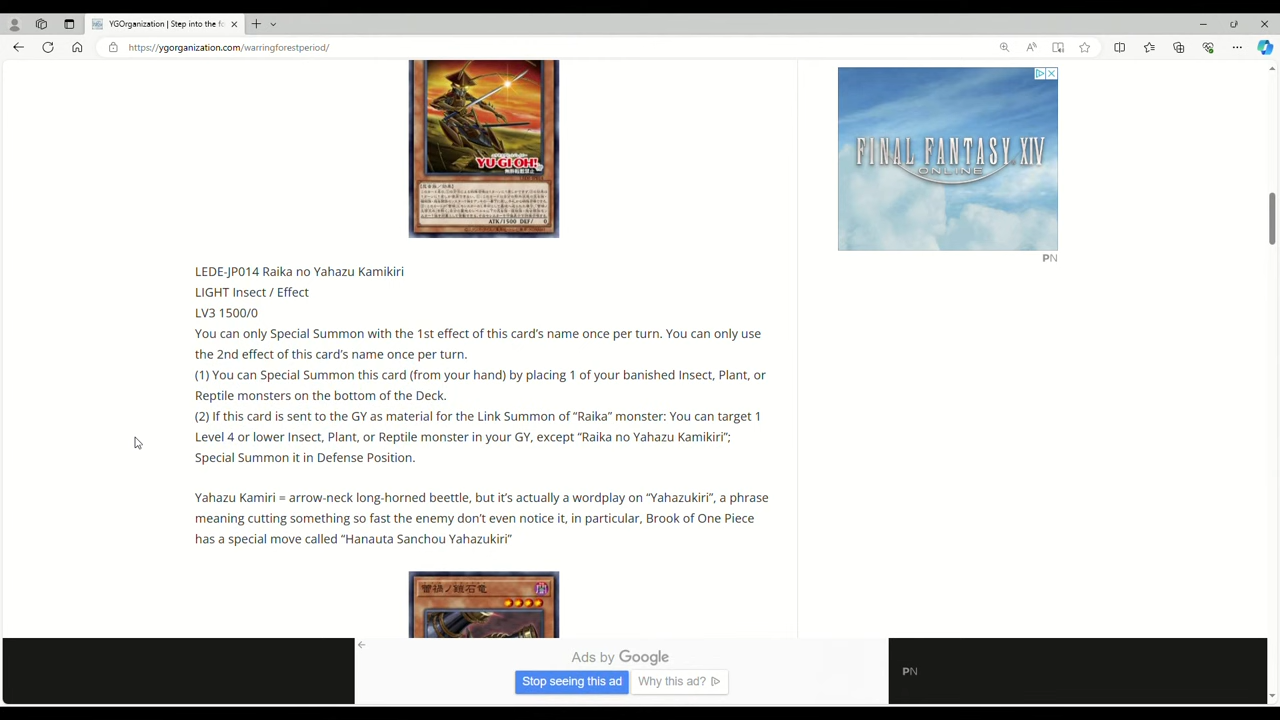 YGOrganization | Step into the fo
https://ygorganization.com/warringforestperiod/
YU-GI-OH!
ATK/1500 DEF/ 0
FINAL FANTASY XIV
ONLINE
PN
LEDE-JP014 Raika no Yahazu Kamikiri
LIGHT Insect / Effect
LV3 1500/0
You can only Special Summon with the 1st effect of this card’s name once per turn. You can only use
the 2nd effect of this card’s name once per turn.
(1) You can Special Summon this card (from your hand) by placing 1 of your banished Insect, Plant, or
Reptile monsters on the bottom of the Deck.
(2) If this card is sent to the GY as material for the Link Summon of “Raika” monster: You can target 1
Level 4 or lower Insect, Plant, or Reptile monster in your GY, except “Raika no Yahazu Kamikiri”;
Special Summon it in Defense Position.
Yahazu Kamiri = arrow-neck long-horned beettle, but it’s actually a wordplay on “Yahazukiri”, a phrase
meaning cutting something so fast the enemy don’t even notice it, in particular, Brook of One Piece
has a special move called “Hanauta Sanchou Yahazukiri”
Ads by Google
Stop seeing this ad
Why this ad?
PN